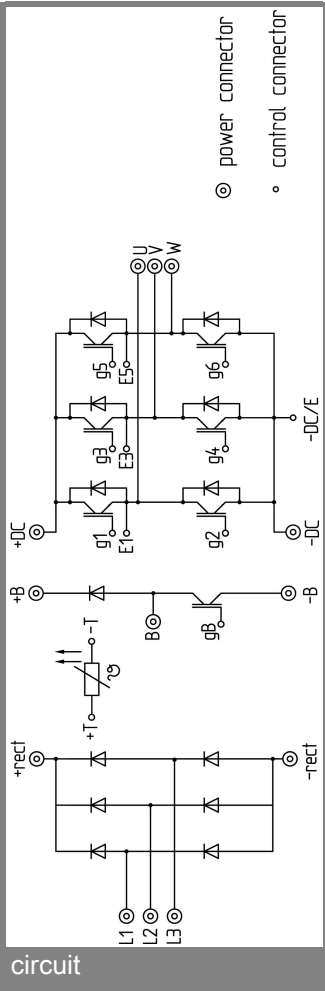 power connector
control connector
U
V
W
g5
E5
g6
g3
E3
g4
-DC/E
+DC
g1
E1
g2
-DC
+B
B
gB
-B
-T
ϑ
+T
+rect
-rect
L1
L2
L3
circuit